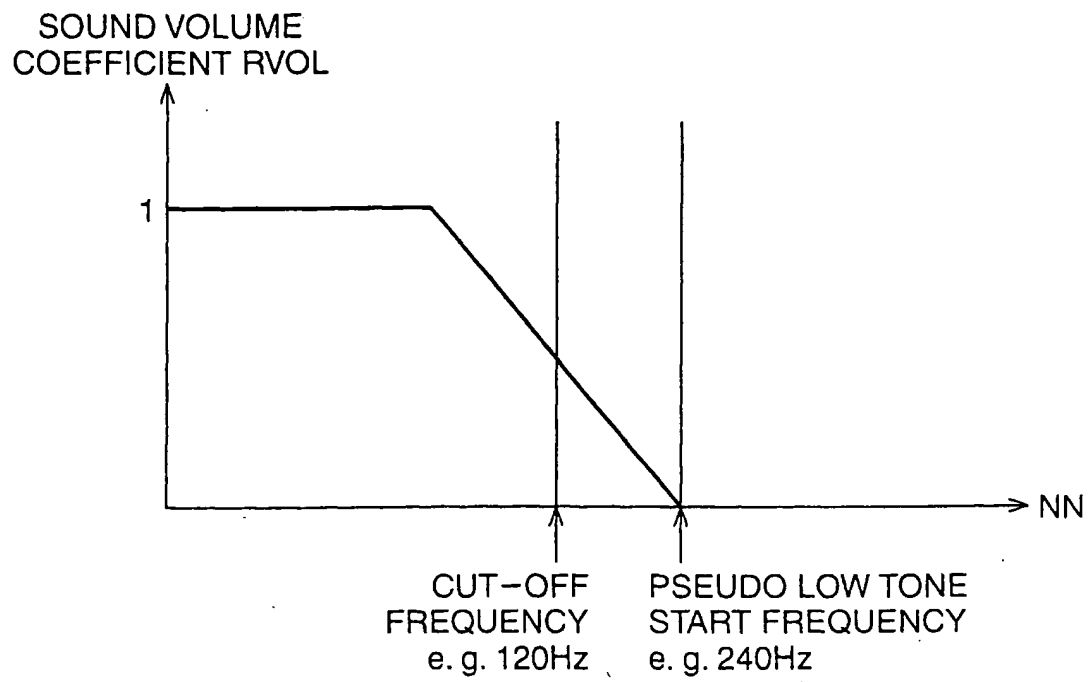 SOUND VOLUME
COEFFICIENT RVOL
1
NN
CUT-OFF
FREQUENCY
e. g. 120Hz
PSEUDO LOW TONE
START FREQUENCY
e. g. 240Hz